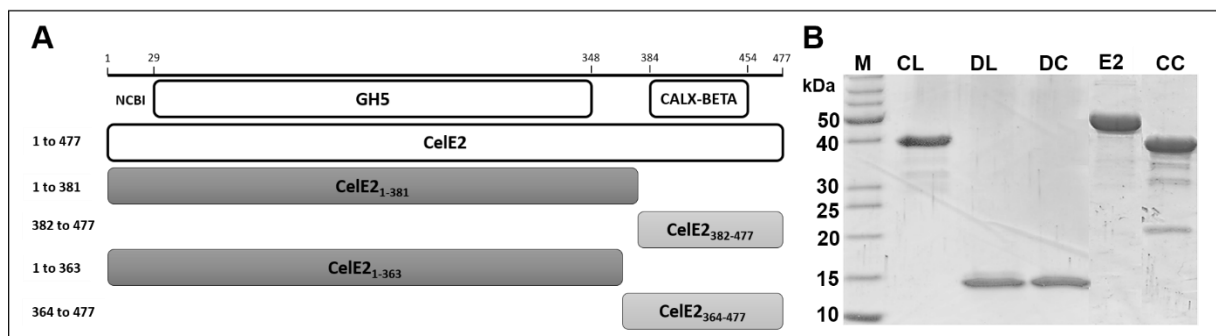 A
1 29 348 384 454 477
NCBI GH5 CALX-BETA
1 to 477 CelE2
1 to 381 CelE2₁₋₃₈₁
382 to 477 CelE2₃₈₂₋₄₇₇
1 to 363 CelE2₁₋₃₆₃
364 to 477 CelE2₃₆₄₋₄₇₇
B
M CL DL DC E2 CC
kDa
50
40
30
25
20
15
10